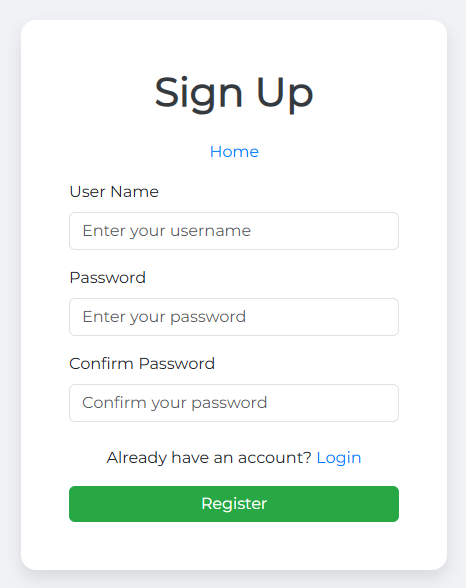 Sign Up
Home
User Name
Enter your username
Password
Enter your password
Confirm Password
Confirm your password
Already have an account? Login
Register